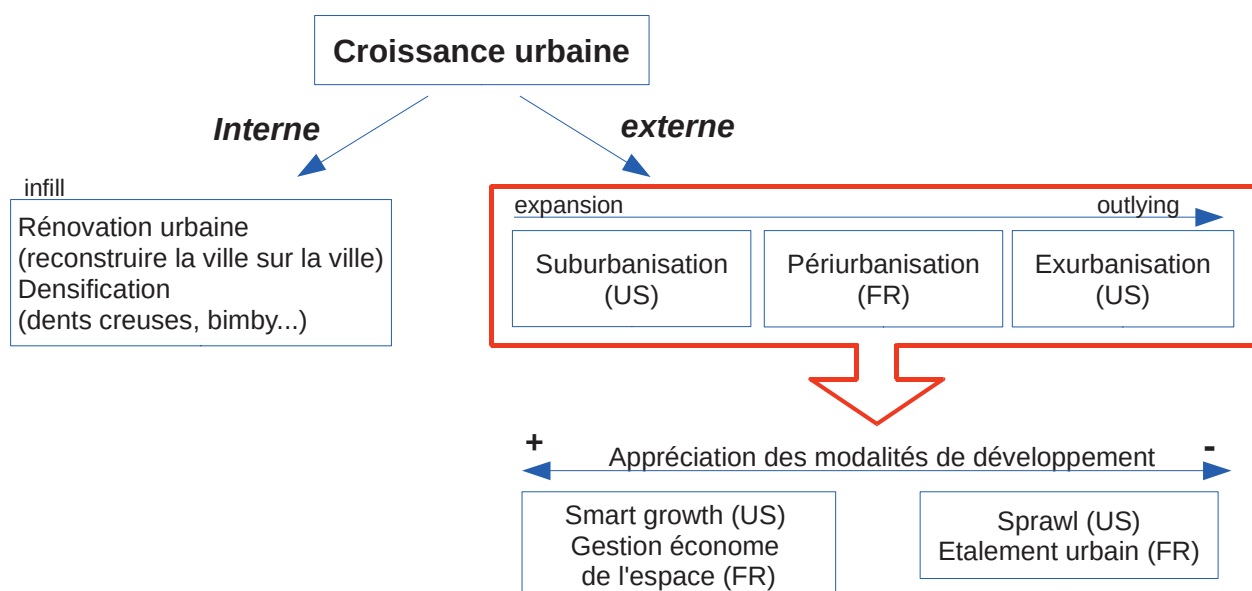 Croissance urbaine
Interne
externe
infill
Rénovation urbaine
(reconstruire la ville sur la ville)
Densification
(dents creuses, bimby...)
expansion
outlying
Suburbanisation
(US)
Périurbanisation
(FR)
Exurbanisation
(US)
+
-
Appréciation des modalités de développement
Smart growth (US)
Gestion économe
de l'espace (FR)
Sprawl (US)
Etalement urbain (FR)